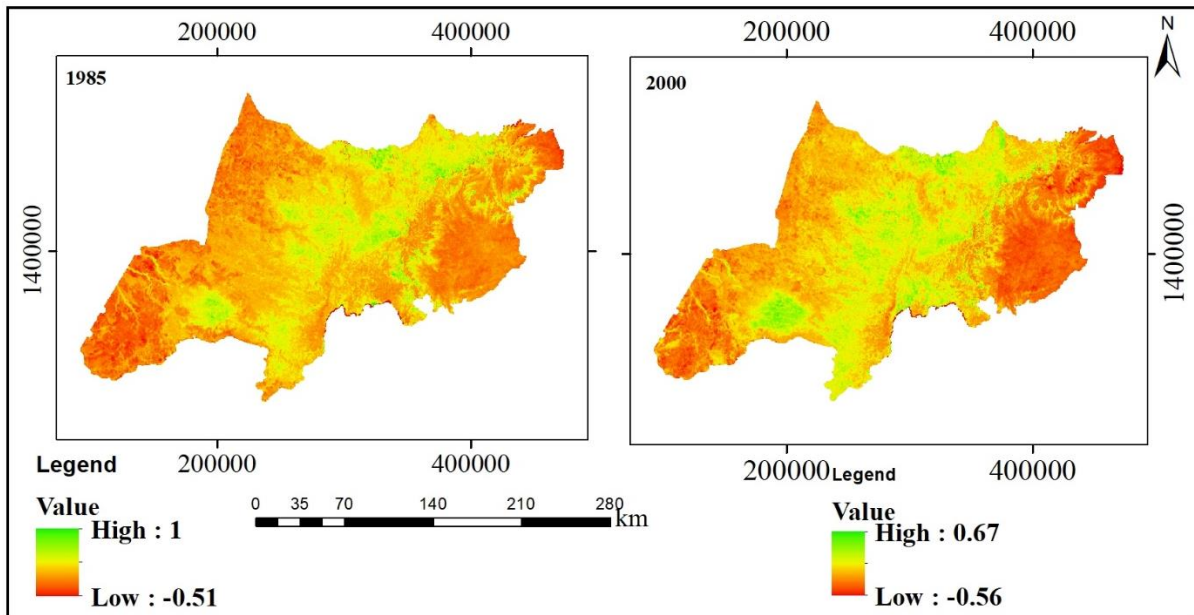 200000 400000
1985
1400000
200000 400000
Legend
Value
High : 1
Low : -0.51
0 35 70 140 210 280
km
N
200000 400000
2000
1400000
200000 400000
Legend
Value
High : 0.67
Low : -0.56